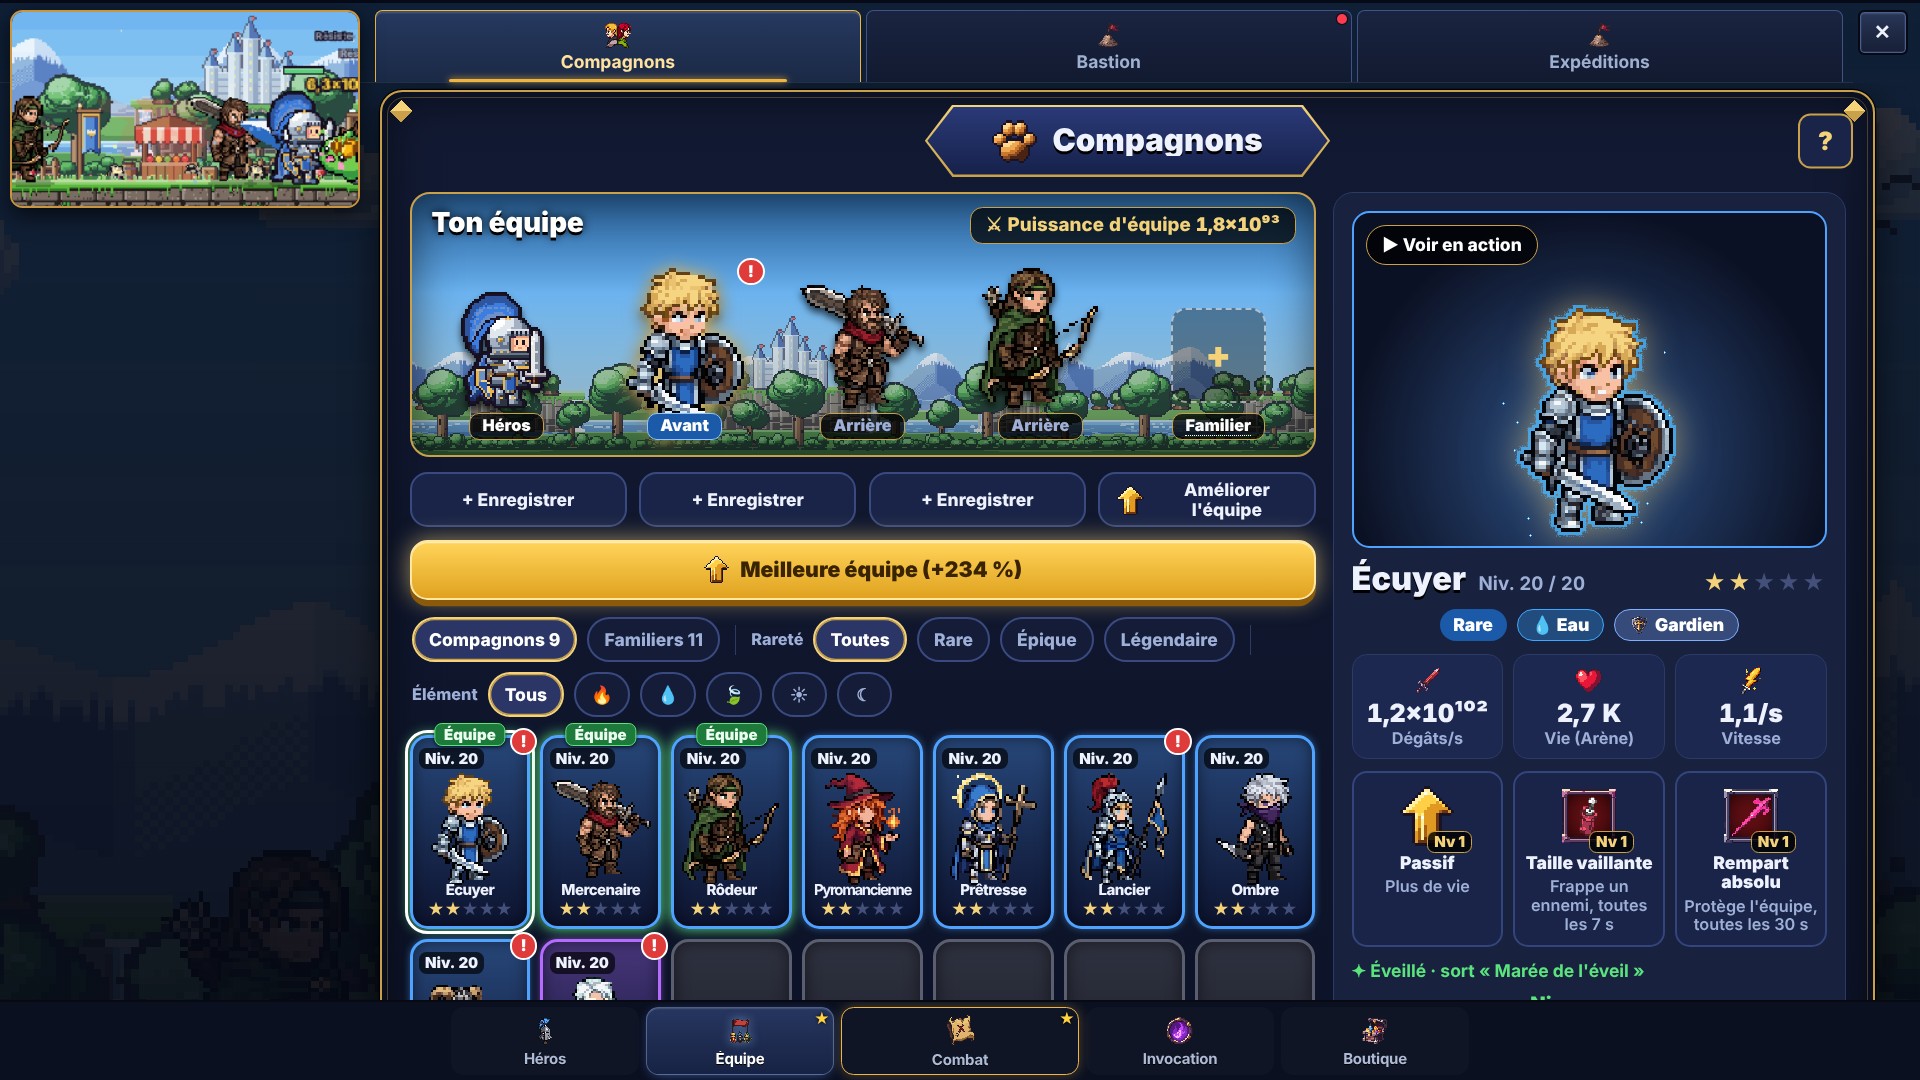 Résiste
6,3×10
Compagnons
Bastion
Expéditions
×
Compagnons
?
Ton équipe
Puissance d'équipe 1,8×10⁹³
!
Héros
Avant
Arrière
Arrière
+
Familier
+ Enregistrer
+ Enregistrer
+ Enregistrer
Améliorer
l'équipe
Meilleure équipe (+234 %)
Compagnons 9
Familiers 11
Rareté
Toutes
Rare
Épique
Légendaire
Élément
Tous
Équipe
!
Niv. 20
Écuyer
Équipe
Niv. 20
Mercenaire
Équipe
Niv. 20
Rôdeur
Niv. 20
Pyromancienne
Niv. 20
Prêtresse
!
Niv. 20
Lancier
Niv. 20
Ombre
!
Niv. 20
!
Niv. 20
▶ Voir en action
Écuyer Niv. 20 / 20
Rare
Eau
Gardien
1,2×10¹⁰²
Dégâts/s
2,7 K
Vie (Arène)
1,1/s
Vitesse
Nv 1
Passif
Plus de vie
Nv 1
Taille vaillante
Frappe un
ennemi, toutes
les 7 s
Nv 1
Rempart
absolu
Protège l'équipe,
toutes les 30 s
✦ Éveillé · sort « Marée de l'éveil »
Héros
Équipe
Combat
Invocation
Boutique